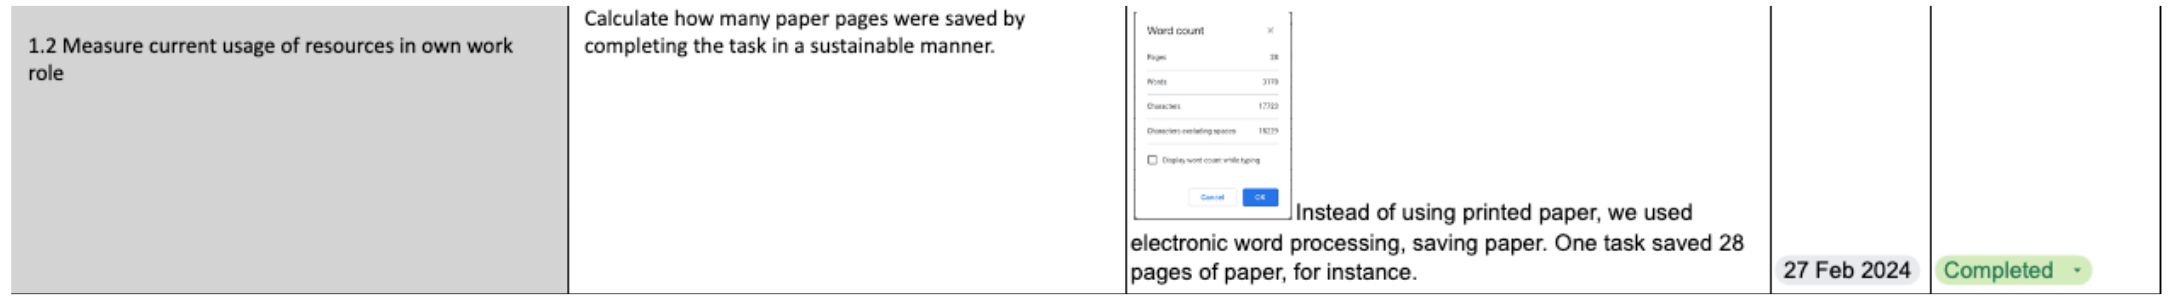 1.2 Measure current usage of resources in own work
role
Calculate how many paper pages were saved by
completing the task in a sustainable manner.
Word count
Pages 28
Words 3178
Characters
Characters excluding spaces
Display word count while typing
Cancel OK
Instead of using printed paper, we used
electronic word processing, saving paper. One task saved 28
pages of paper, for instance.
27 Feb 2024
Completed